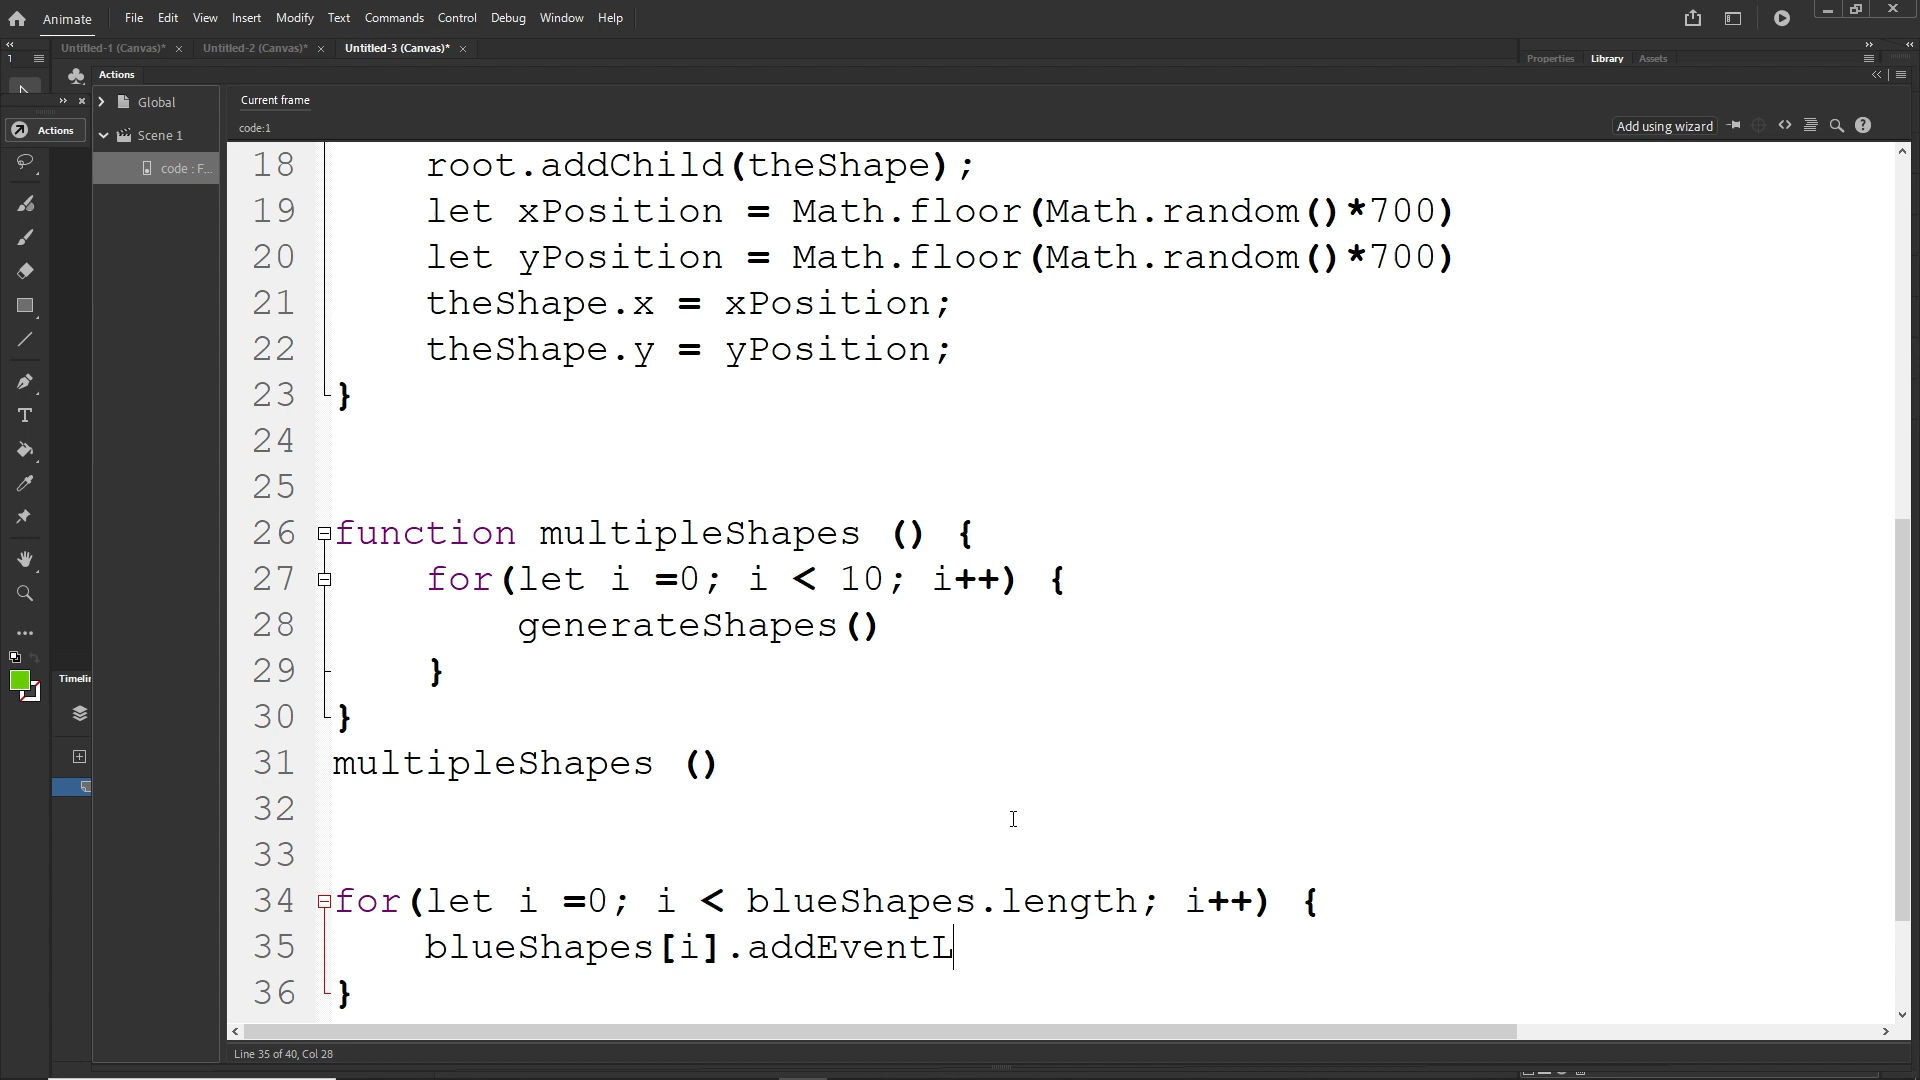 Animate File Edit View Insert Modify Text Commands Control Debug Window Help
Untitled-1 (Canvas)* × Untitled-2 (Canvas)* × Untitled-3 (Canvas)* ×
Properties Library Assets
Actions
Global
Current frame
Actions
code:1
Add using wizard
Scene 1
code : F...
18 root.addChild(theShape);
19 let xPosition = Math.floor(Math.random()*700)
20 let yPosition = Math.floor(Math.random()*700)
21 theShape.x = xPosition;
22 theShape.y = yPosition;
23 }
24
25
26 function multipleShapes () {
27 for(let i =0; i < 10; i++) {
28 generateShapes()
29 }
30 }
31 multipleShapes ()
32
33
34 for(let i =0; i < blueShapes.length; i++) {
35 blueShapes[i].addEventL
36 }
Timelin
Line 35 of 40, Col 28